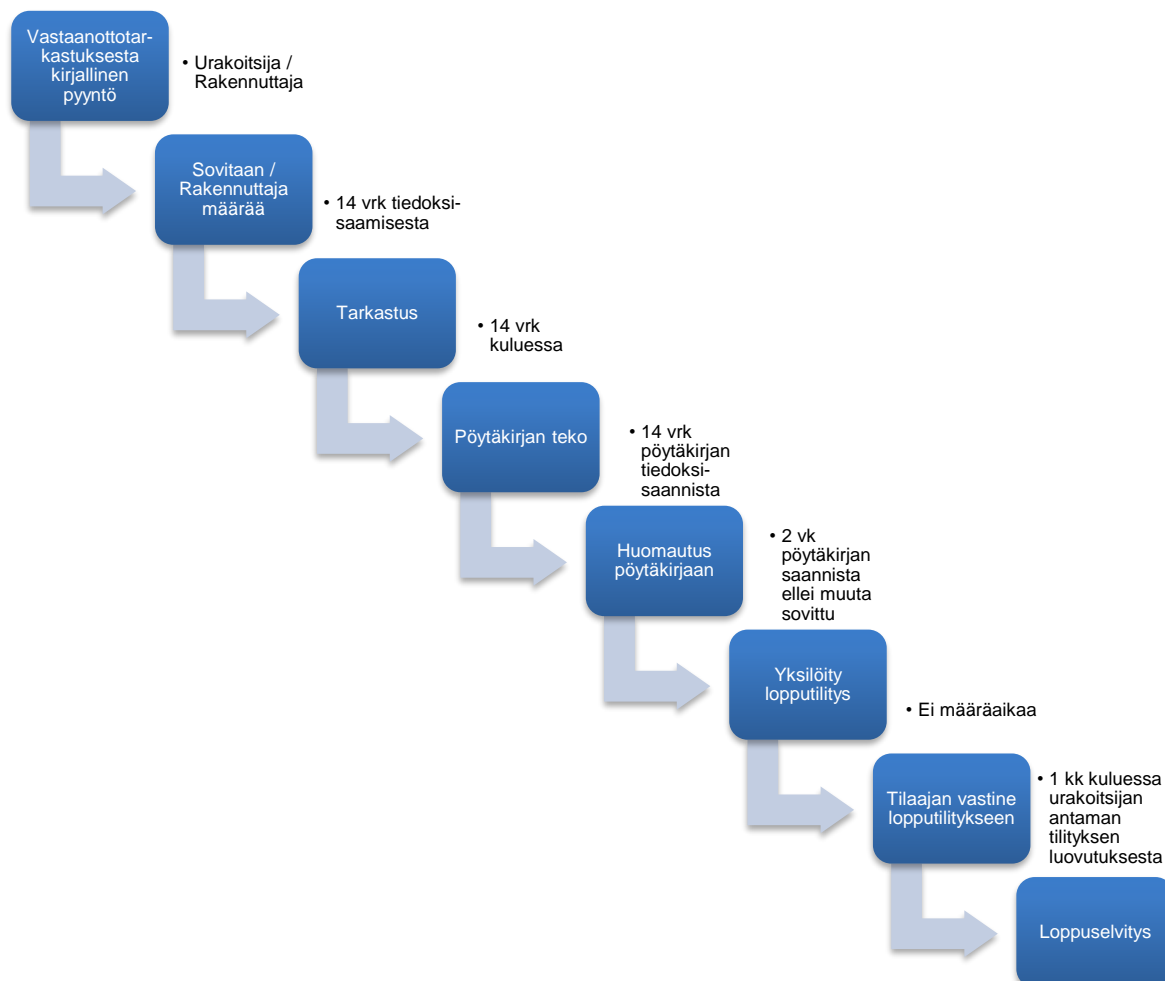 Vastaanottotar-
kastuksesta
kirjallinen
pyyntö
• Urakoitsija /
Rakennuttaja
Sovitaan /
Rakennuttaja
määrää
• 14 vrk tiedoksi-
saamisesta
Tarkastus
• 14 vrk
kuluessa
Pöytäkirjan teko
• 14 vrk
pöytäkirjan
tiedoksi-
saannista
Huomautus
pöytäkirjaan
• 2 vk
pöytäkirjan
saannista
ellei muuta
sovittu
Yksilöity
lopputilitys
• Ei määräaikaa
Tilaajan vastine
lopputilitykseen
• 1 kk kuluessa
urakoitsijan
antaman
tilityksen
luovutuksesta
Loppuselvitys